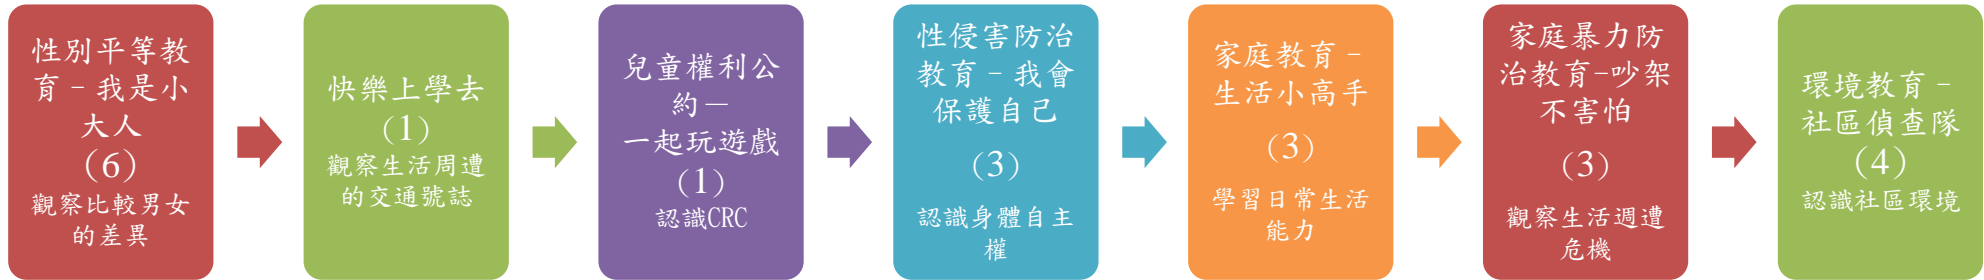 性別平等教
育－我是小
大人
(6)
觀察比較男女
的差異
快樂上學去
(1)
觀察生活周遭
的交通號誌
兒童權利公
約－
一起玩遊戲
(1)
認識CRC
性侵害防治
教育－我會
保護自己
(3)
認識身體自主
權
家庭教育－
生活小高手
(3)
學習日常生活
能力
家庭暴力防
治教育-吵架
不害怕
(3)
觀察生活週遭
危機
環境教育－
社區偵查隊
(4)
認識社區環境